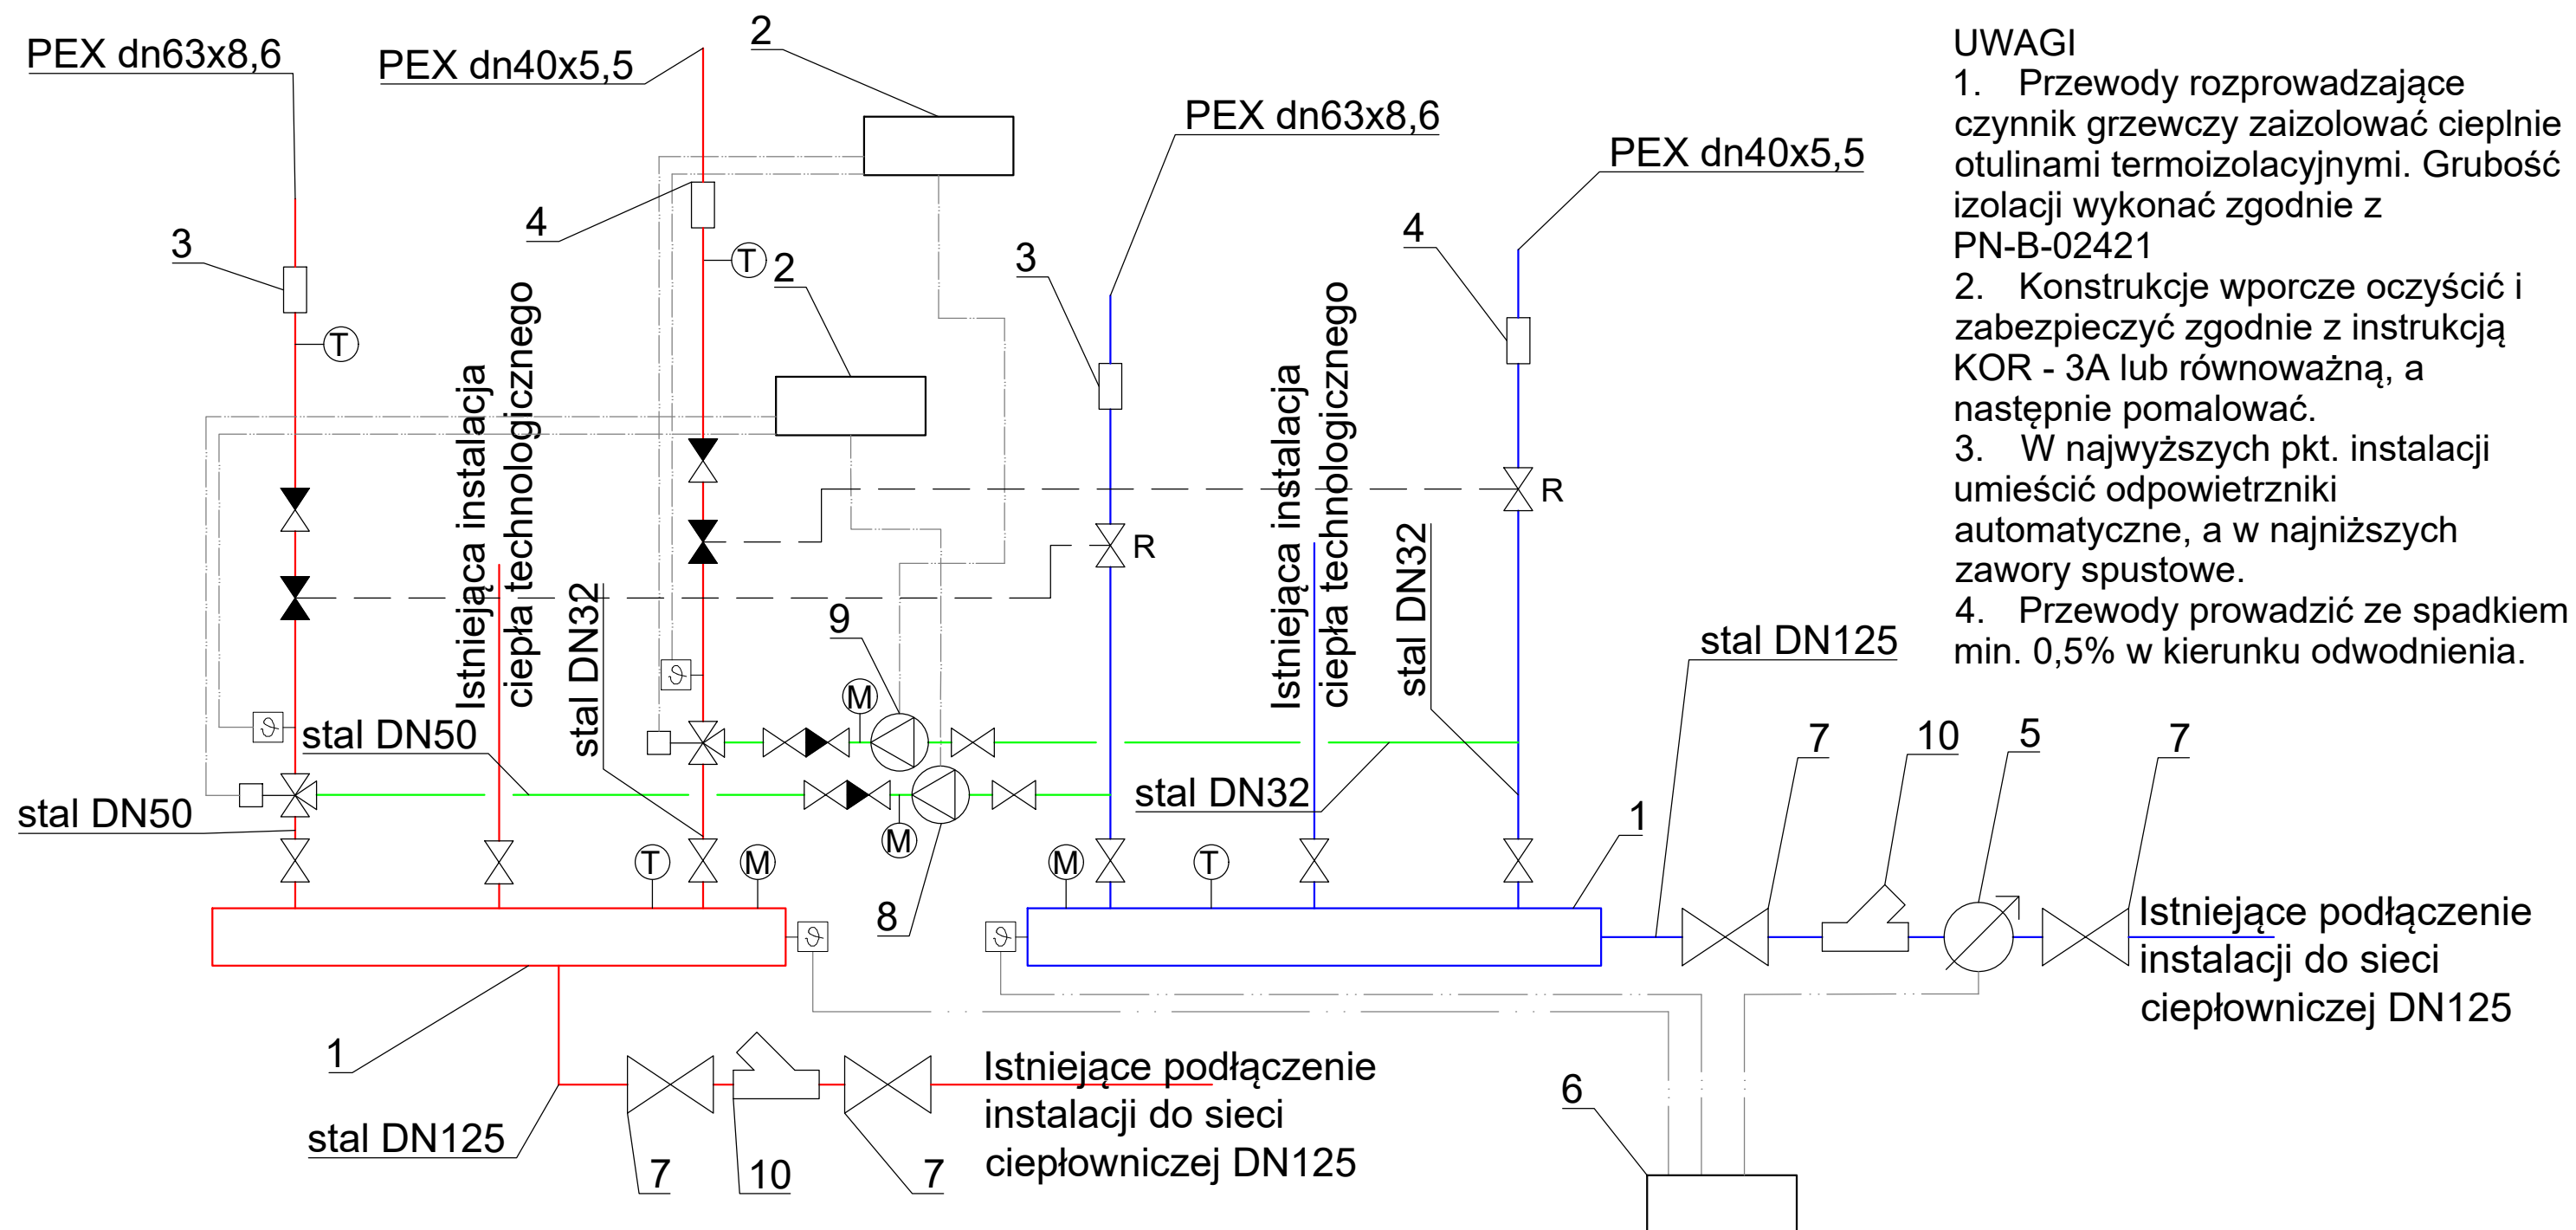 PEX dn63x8,6
PEX dn40x5,5
2
PEX dn63x8,6
PEX dn40x5,5
3
4
T
T
2
3
4
Istniejąca instalacja
ciepła technologicznego
Istniejąca instalacja
ciepła technologicznego
R
R
stal DN32
stal DN32
9
M
stal DN50
stal DN50
stal DN32
M
8
T
M
M
T
1
stal DN125
7
10
5
7
Istniejące podłączenie
instalacji do sieci
ciepłowniczej DN125
1
stal DN125
7
10
7
Istniejące podłączenie
instalacji do sieci
ciepłowniczej DN125
6
UWAGI
1. Przewody rozprowadzające
czynnik grzewczy zaizolować cieplnie
otulinami termoizolacyjnymi. Grubość
izolacji wykonać zgodnie z
PN-B-02421
2. Konstrukcje wporcze oczyścić i
zabezpieczyć zgodnie z instrukcją
KOR - 3A lub równoważną, a
następnie pomalować.
3. W najwyższych pkt. instalacji
umieścić odpowietrzniki
automatyczne, a w najniższych
zawory spustowe.
4. Przewody prowadzić ze spadkiem
min. 0,5% w kierunku odwodnienia.
ϑ
ϑ
ϑ
ϑ